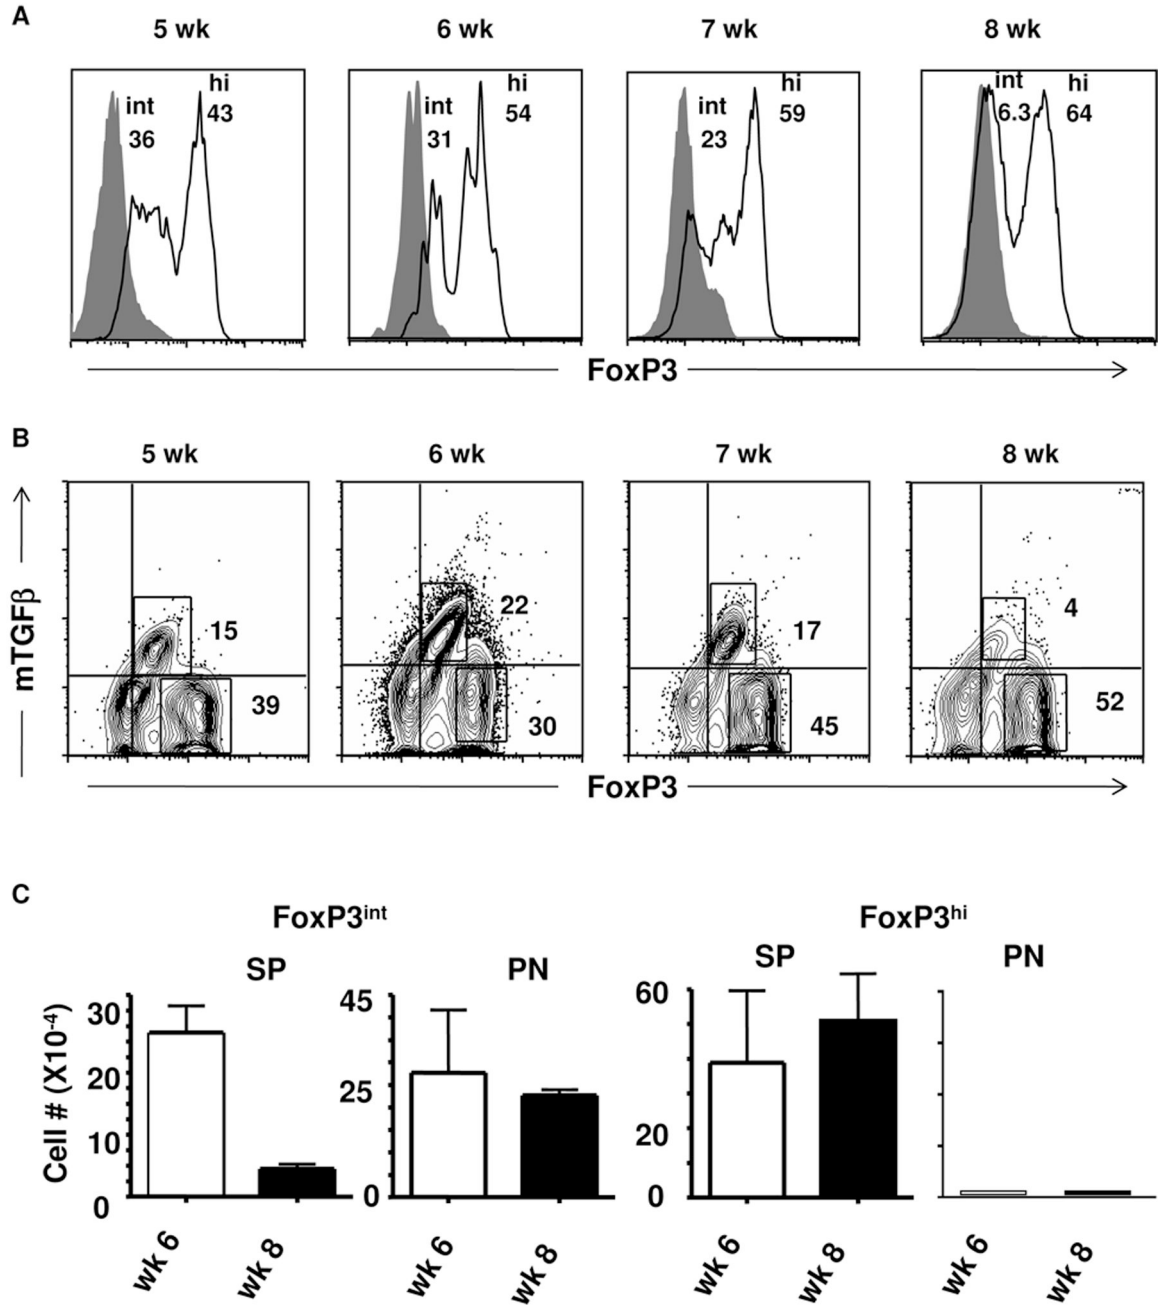 A
5 wk 6 wk 7 wk 8 wk
int 36 hi 43
int 31 hi 54
int 23 hi 59
int 6.3 hi 64
FoxP3
B
5 wk 6 wk 7 wk 8 wk
mTGFβ
15 39
22 30
17 45
4 52
FoxP3
C
FoxP3int FoxP3hi
SP PN SP PN
Cell # (X10-4)
30 20 10 0
45 25 0
60 20 0
wk 6 wk 8 wk 6 wk 8 wk 6 wk 8 wk 6 wk 8